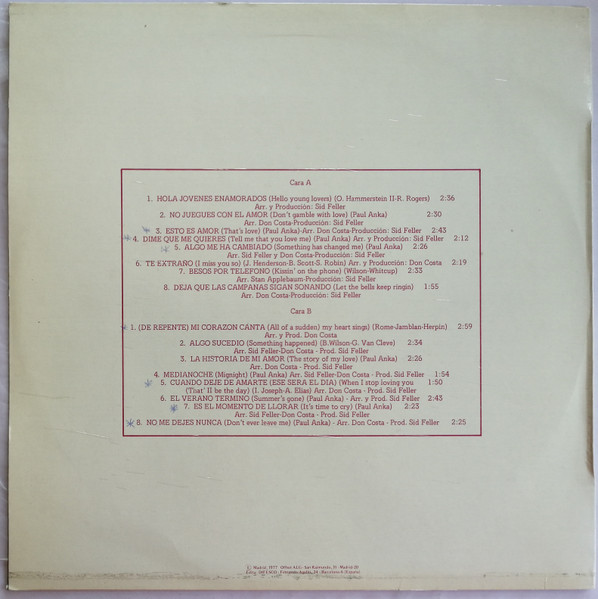 Cara A
1. HOLA JOVENES ENAMORADOS (Hello young lovers) (O. Hammerstein II-R. Rogers) 2:36
Arr. y Producción: Sid Feller
2. NO JUEGUES CON EL AMOR (Don't gamble with love) (Paul Anka) 2:30
Arr. Don Costa-Producción: Sid Feller
3. ESTO ES AMOR (That's love) (Paul Anka)-Arr. Don Costa-Producción: Sid Feller 2:43
4. DIME QUE ME QUIERES (Tell me that you love me) (Paul Anka) Arr. y Producción: Sid Feller 2:12
5. ALGO ME HA CAMBIADO (Something has changed me) (Paul Anka) 2:26
Arr. Sid Feller y Don Costa-Producción: Sid Feller
6. TE EXTRAÑO (I miss you so) (J. Henderson-B. Scott-S. Robin) Arr. y Producción: Don Costa 2:19
7. BESOS POR TELEFONO (Kissin' on the phone) (Wilson-Whitcup) 2:33
Arr. Stan Applebaum-Producción: Sid Feller
8. DEJA QUE LAS CAMPANAS SIGAN SONANDO (Let the bells keep ringin) 1:55
Arr. Don Costa-Producción: Sid Feller
Cara B
1. (DE REPENTE) MI CORAZON CANTA (All of a sudden) my heart sings) (Rome-Jamblan-Herpin) 2:59
Arr. y Prod. Don Costa
2. ALGO SUCEDIO (Something happened) (B.Wilson-G. Van Cleve) 2:34
Arr. Sid Feller-Don Costa - Prod. Sid Feller
3. LA HISTORIA DE MI AMOR (The story of my love) (Paul Anka) 2:26
Arr. Don Costa - Prod. Sid Feller
4. MEDIANOCHE (Mignight) (Paul Anka) Arr. Sid Feller-Don Costa - Prod. Sid Feller
5. CUANDO DEJE DE AMARTE (ESE SERA EL DIA) (When I stop loving you 1:50
(That' II be the day) (I. Joseph-A. Elias) Arr. Don Costa - Prod. Sid Feller
6. EL VERANO TERMINO (Summer's gone) (Paul Anka) - Arr. y Prod. Sid Feller 2:43
7. ES EL MOMENTO DE LLORAR (It's time to cry) (Paul Anka) 2:23
Arr. Sid Feller-Don Costa - Prod. Sid Feller
8. NO ME DEJES NUNCA (Don't ever leave me) (Paul Anka) - Arr. Don Costa - Prod. Sid Feller 2:25
Madrid, 1977